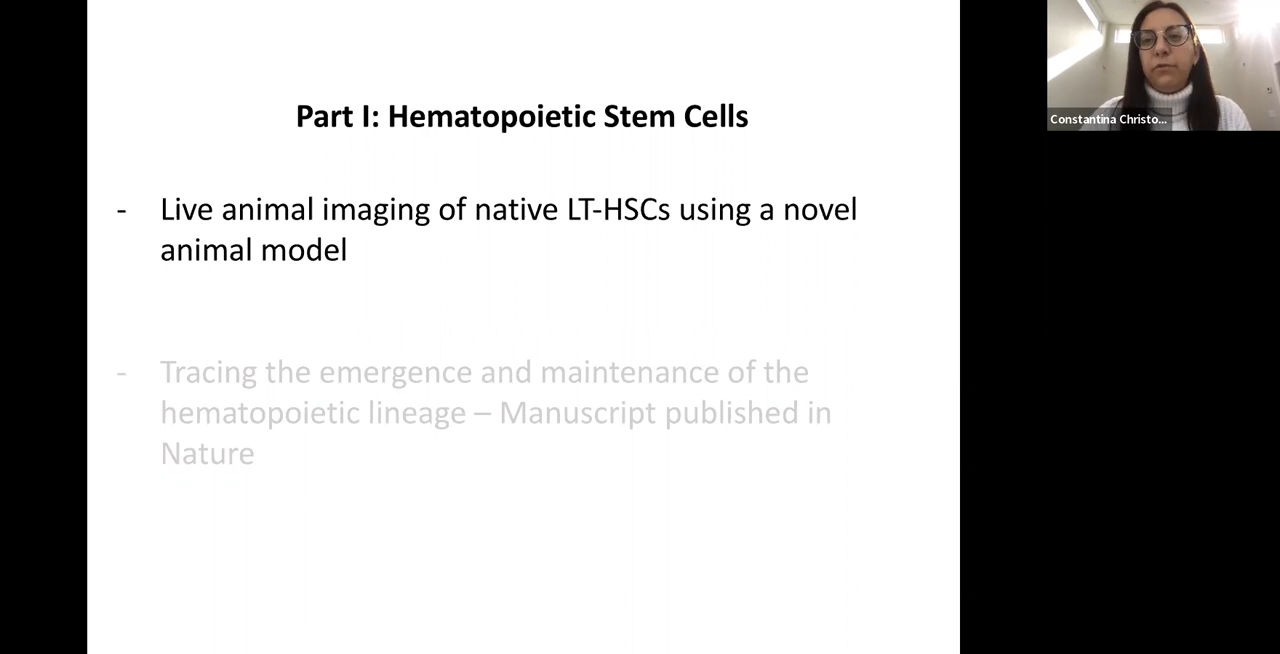 Part I: Hematopoietic Stem Cells
- Live animal imaging of native LT-HSCs using a novel
animal model
- Tracing the emergence and maintenance of the
hematopoietic lineage – Manuscript published in
Nature
Constantina Christo...